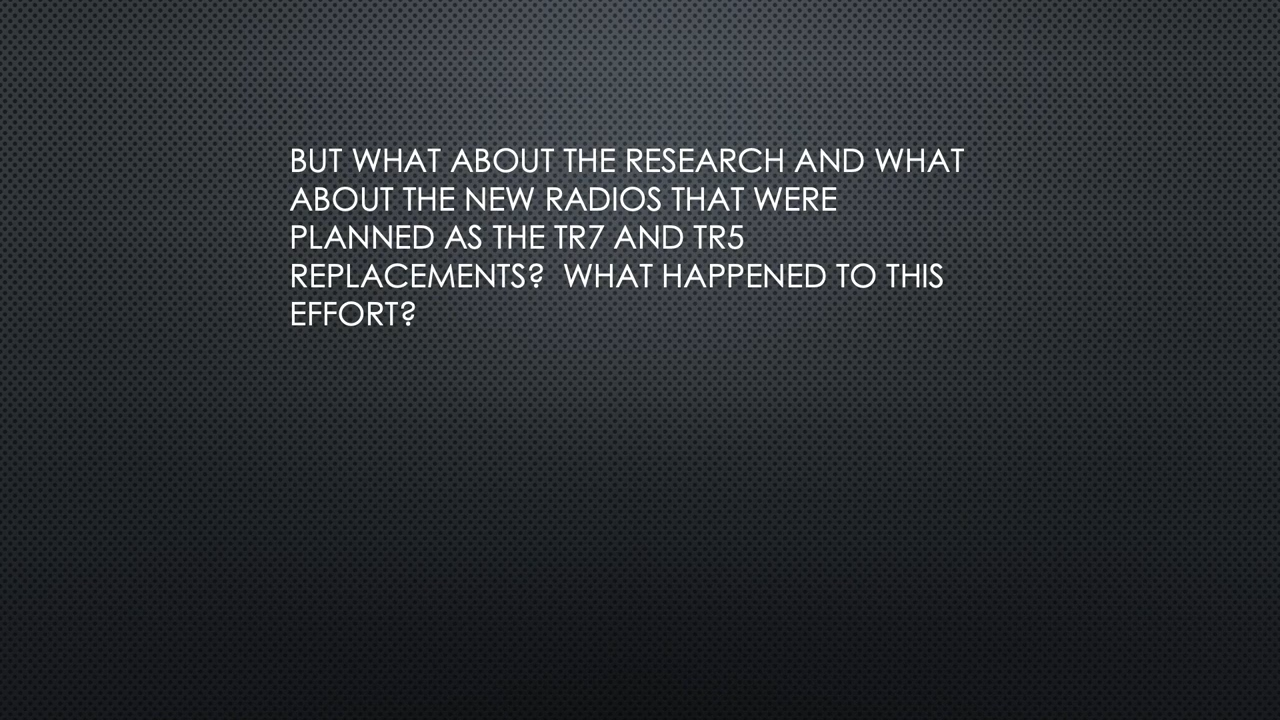 BUT WHAT ABOUT THE RESEARCH AND WHAT
ABOUT THE NEW RADIOS THAT WERE
PLANNED AS THE TR7 AND TR5
REPLACEMENTS?  WHAT HAPPENED TO THIS
EFFORT?